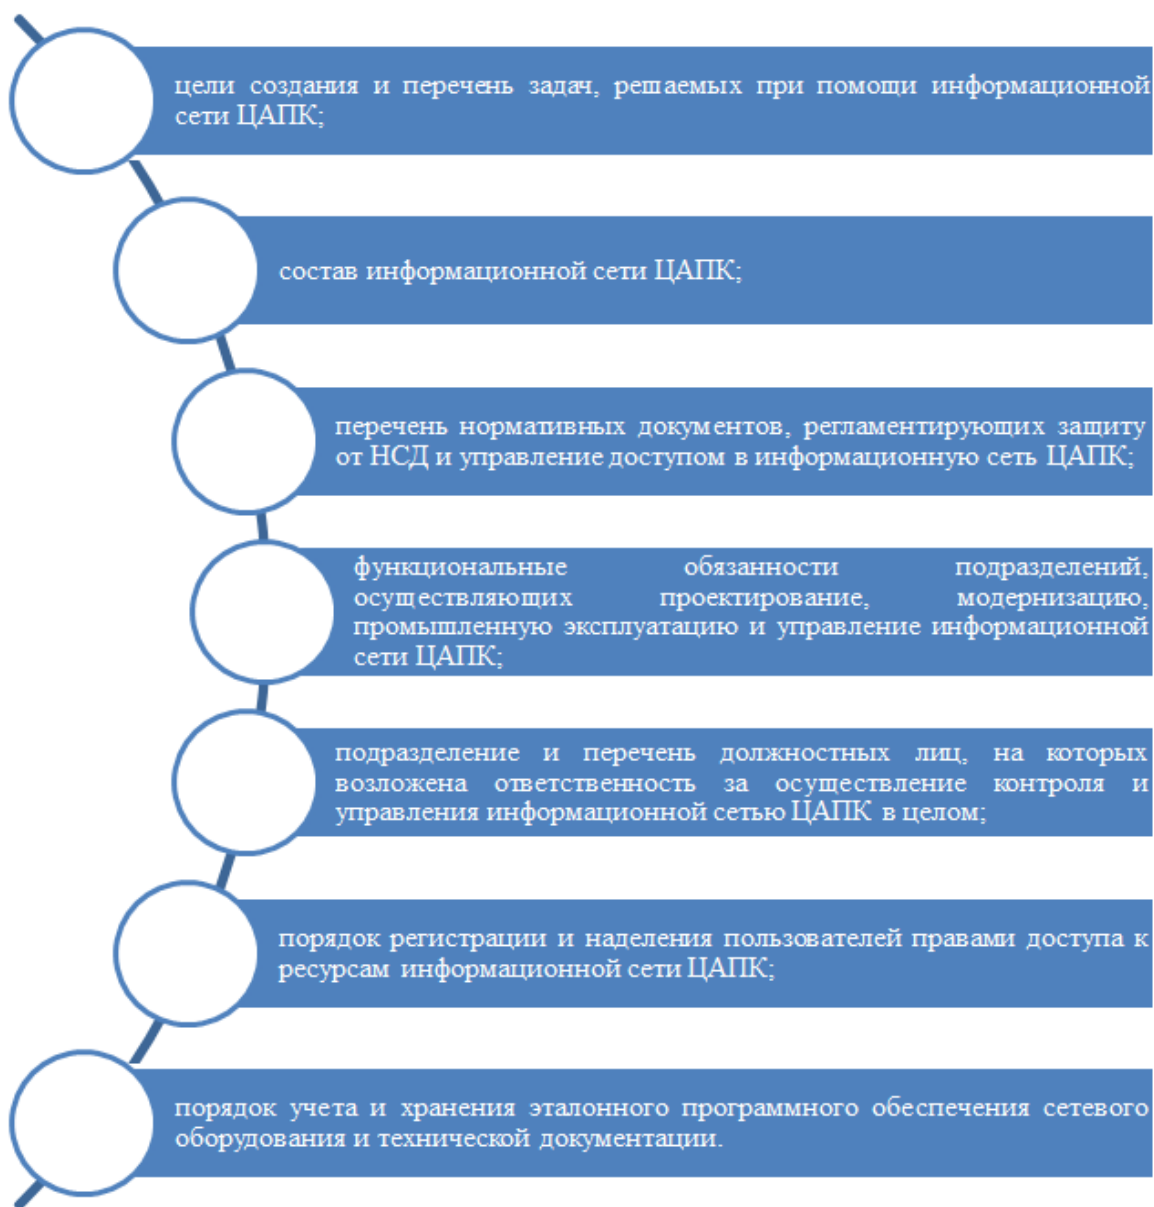 цели создания и перечень задач, решаемых при помощи информационной
сети ЦАПК;
состав информационной сети ЦАПК;
перечень нормативных документов, регламентирующих защиту
от НСД и управление доступом в информационную сеть ЦАПК;
функциональные обязанности подразделений,
осуществляющих проектирование, модернизацию,
промышленную эксплуатацию и управление информационной
сети ЦАПК;
подразделение и перечень должностных лиц, на которых
возложена ответственность за осуществление контроля и
управления информационной сетью ЦАПК в целом;
порядок регистрации и наделения пользователей правами доступа к
ресурсам информационной сети ЦАПК;
порядок учета и хранения эталонного программного обеспечения сетевого
оборудования и технической документации.